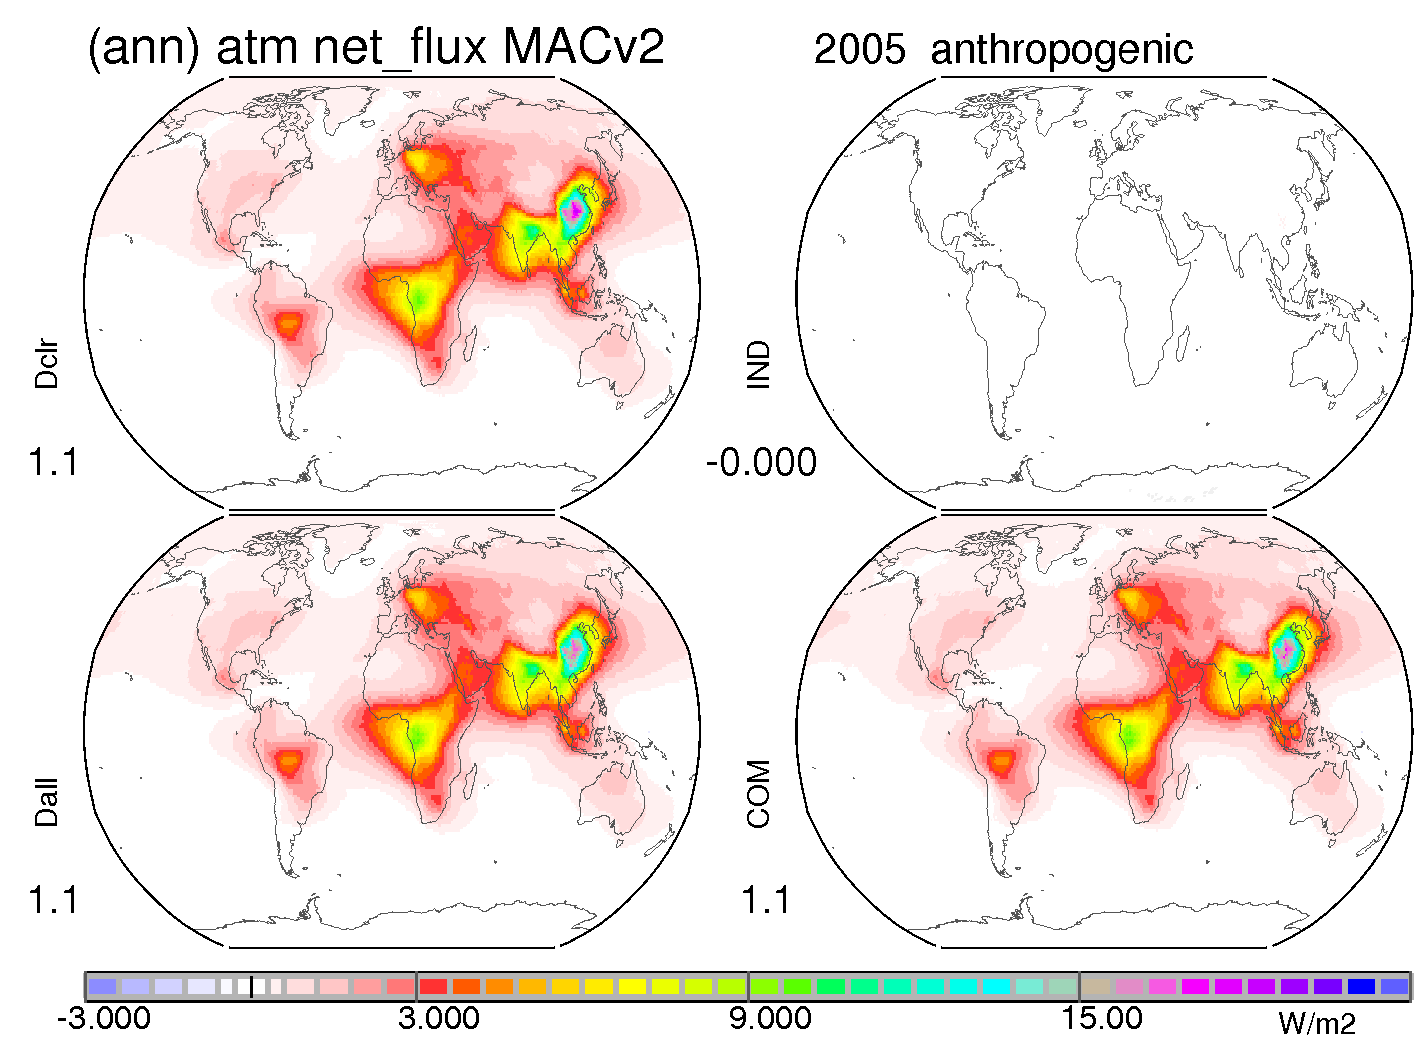 (ann) atm net_flux MACv2
2005 anthropogenic
Dclr
1.1
IND
-0.000
Dall
1.1
COM
1.1
-3.000
3.000
9.000
15.00
W/m2